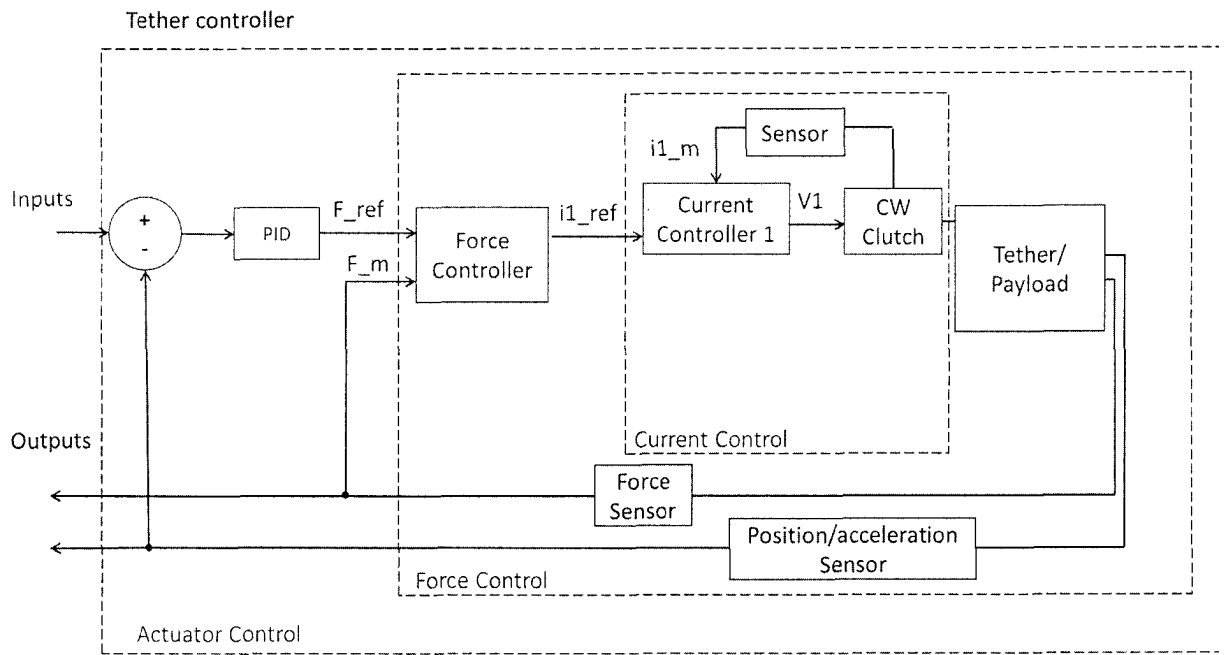 Tether controller
Sensor
i1_m
Inputs
+
-
PID
F_ref
F_m
Force
Controller
i1_ref
Current
Controller 1
V1
CW
Clutch
Tether/
Payload
Outputs
Current Control
Force
Sensor
Position/acceleration
Sensor
Force Control
Actuator Control